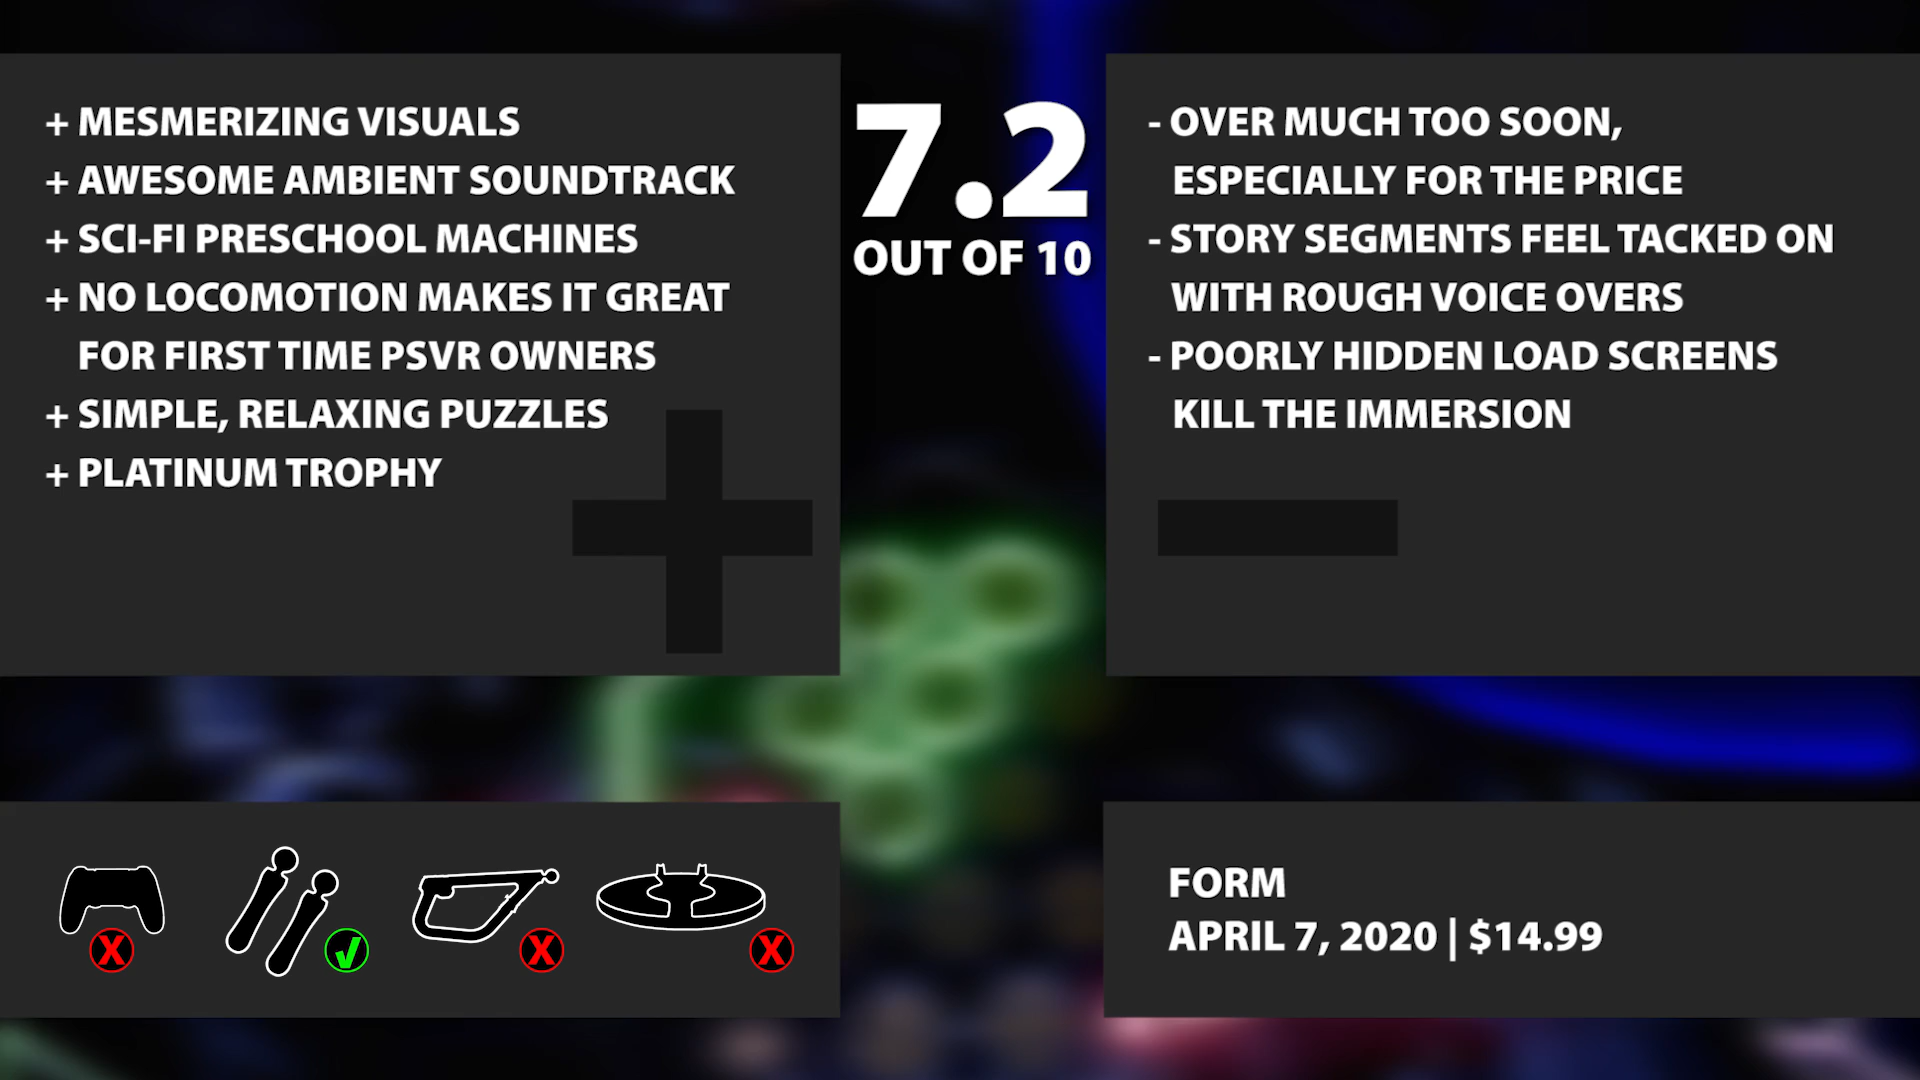 + MESMERIZING VISUALS
+ AWESOME AMBIENT SOUNDTRACK
+ SCI-FI PRESCHOOL MACHINES
+ NO LOCOMOTION MAKES IT GREAT
FOR FIRST TIME PSVR OWNERS
+ SIMPLE, RELAXING PUZZLES
+ PLATINUM TROPHY
7.2
OUT OF 10
- OVER MUCH TOO SOON,
ESPECIALLY FOR THE PRICE
- STORY SEGMENTS FEEL TACKED ON
WITH ROUGH VOICE OVERS
- POORLY HIDDEN LOAD SCREENS
KILL THE IMMERSION
X
X
X
FORM
APRIL 7, 2020 | $14.99